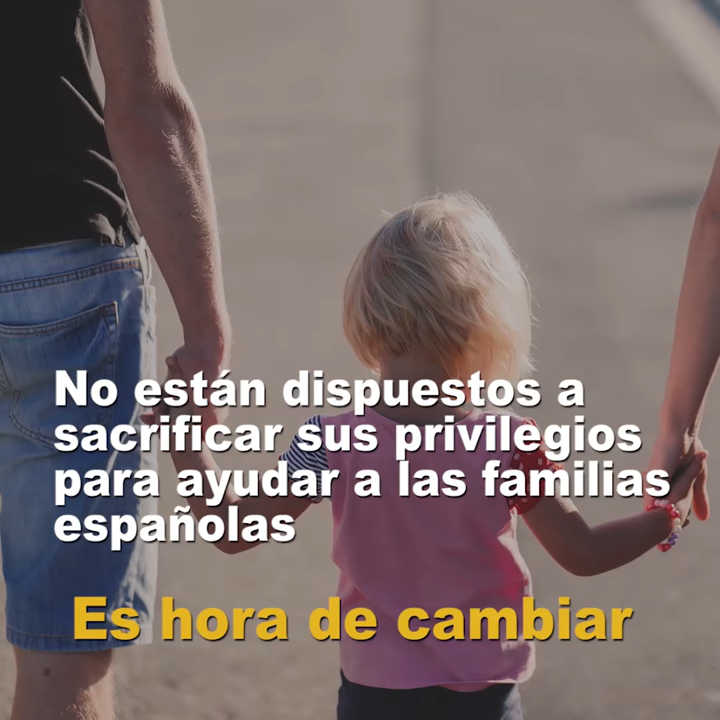 No están dispuestos a
sacrificar sus privilegios
para ayudar a las familias
españolas
Es hora de cambiar